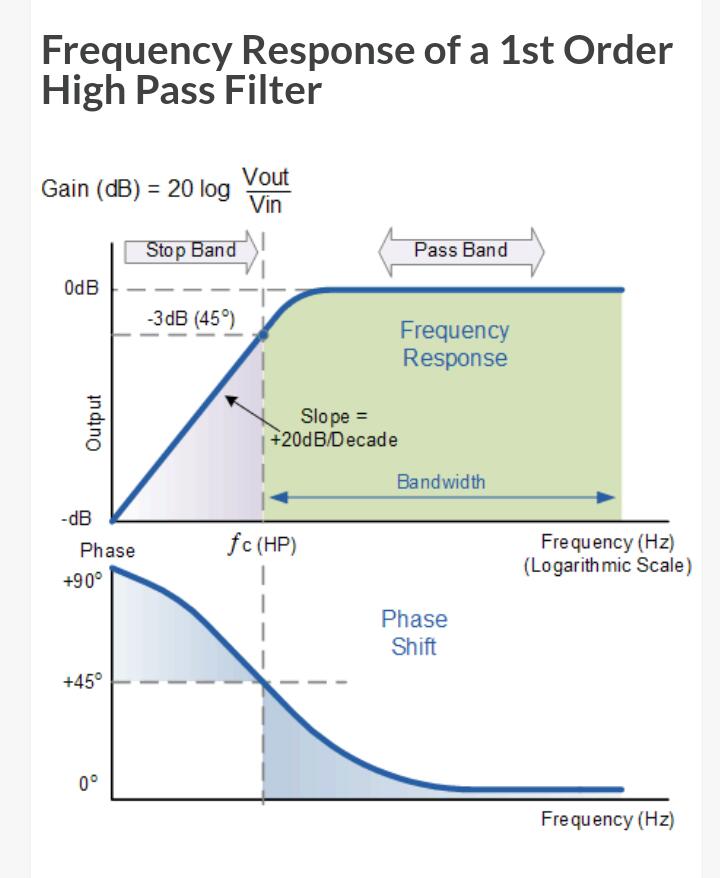 Frequency Response of a 1st Order
High Pass Filter
Gain (dB) = 20 log Vout
Vin
Stop Band
Pass Band
0dB
-3dB (45°)
Frequency
Response
Slope =
+20dB/Decade
Output
Bandwidth
-dB
Phase
ƒc (HP)
Frequency (Hz)
(Logarithmic Scale)
+90°
Phase
Shift
+45°
0°
Frequency (Hz)